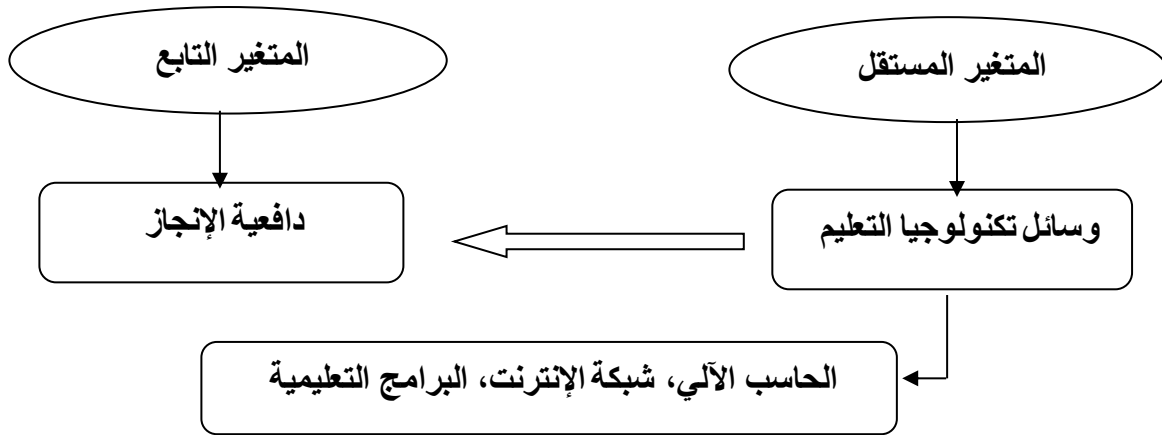 المتغير المستقل
المتغير التابع
وسائل تكنولوجيا التعليم
دافعية الإنجاز
الحاسب الآلي، شبكة الإنترنت، البرامج التعليمية